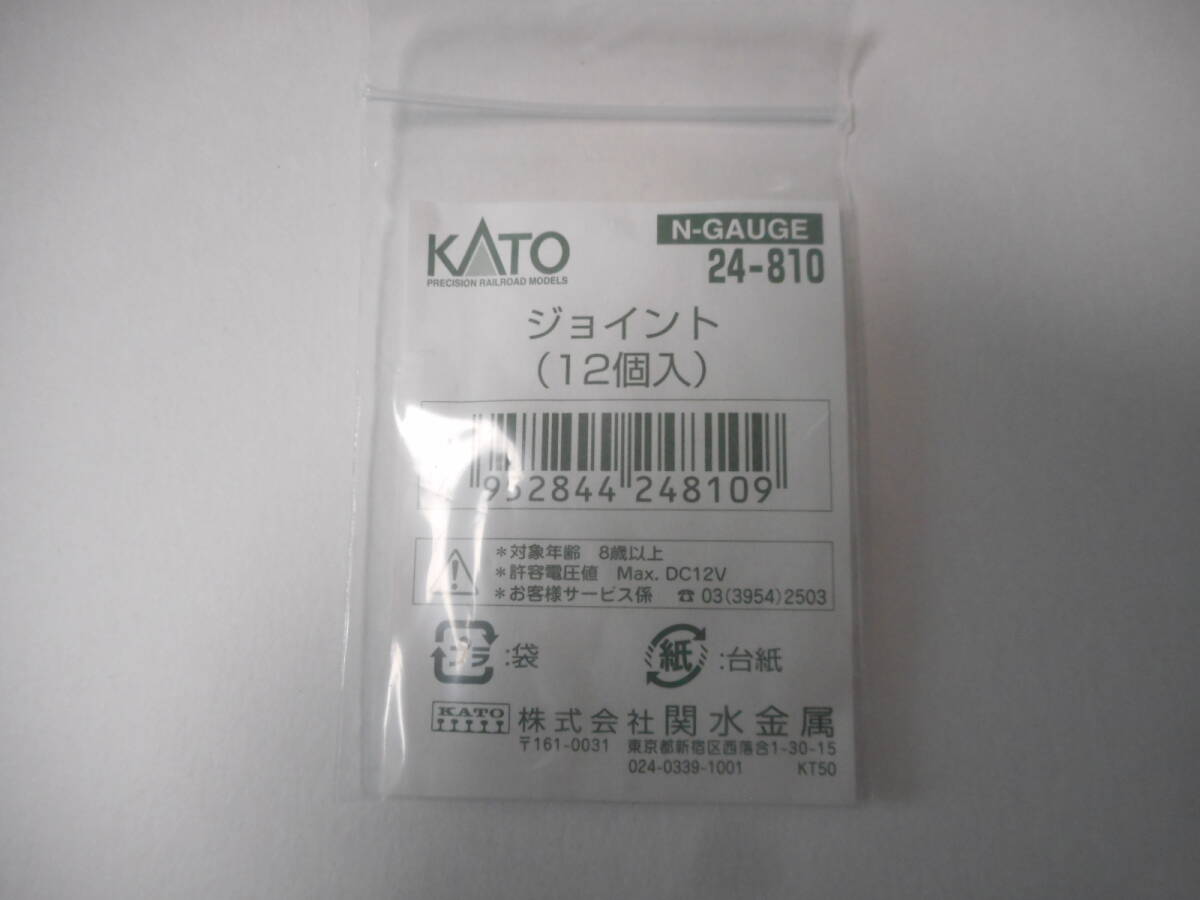 KATO
PRECISION RAILROAD MODELS
N-GAUGE
24-810
ジョイント
(12個入)
952844 248109
*対象年齢 8歳以上
*許容電圧値 Max. DC12V
*お客様サービス係 ☎ 03(3954)2503
プラ :袋
紙 :台紙
KATO 株式会社関水金属
〒161-0031 東京都新宿区西落合1-30-15
024-0339-1001 KT50